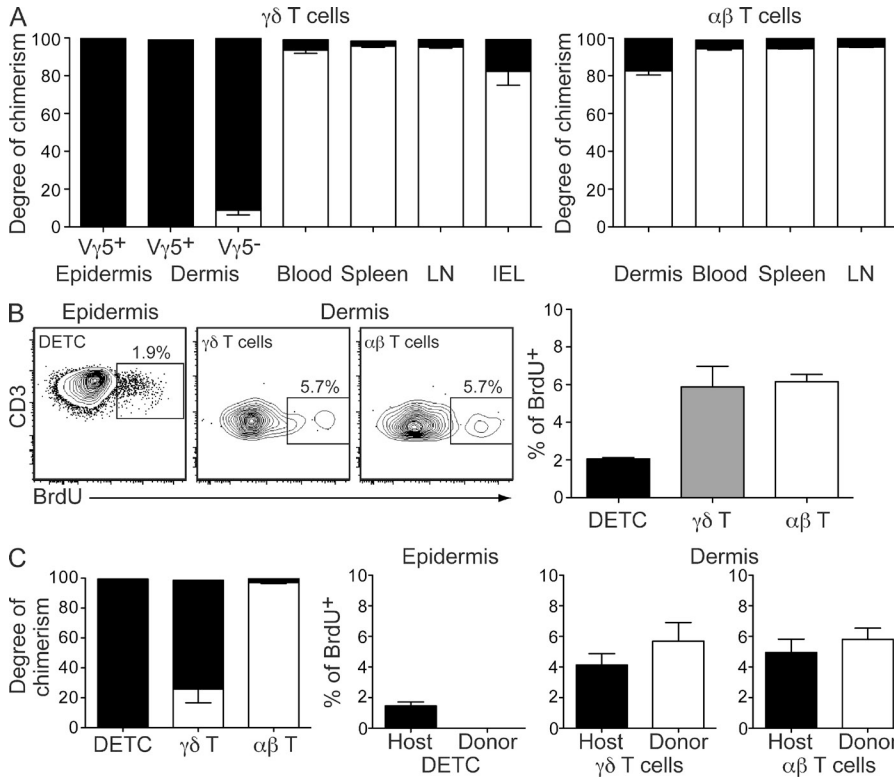 A
γδ T cells
αβ T cells
Degree of chimerism
100
80
60
40
20
0
Vγ5+
Vγ5+
Vγ5-
Epidermis
Dermis
Blood
Spleen
LN
IEL
Degree of chimerism
100
80
60
40
20
0
Dermis
Blood
Spleen
LN
B
Epidermis
Dermis
DETC
1.9%
γδ T cells
5.7%
αβ T cells
5.7%
CD3
BrdU
% of BrdU+
10
8
6
4
2
0
DETC
γδ T
αβ T
C
Degree of
chimerism
100
80
60
40
20
0
DETC
γδ T
αβ T
Epidermis
% of BrdU+
10
8
6
4
2
0
Host
Donor
DETC
Dermis
10
8
6
4
2
0
Host
Donor
γδ T cells
10
8
6
4
2
0
Host
Donor
αβ T cells